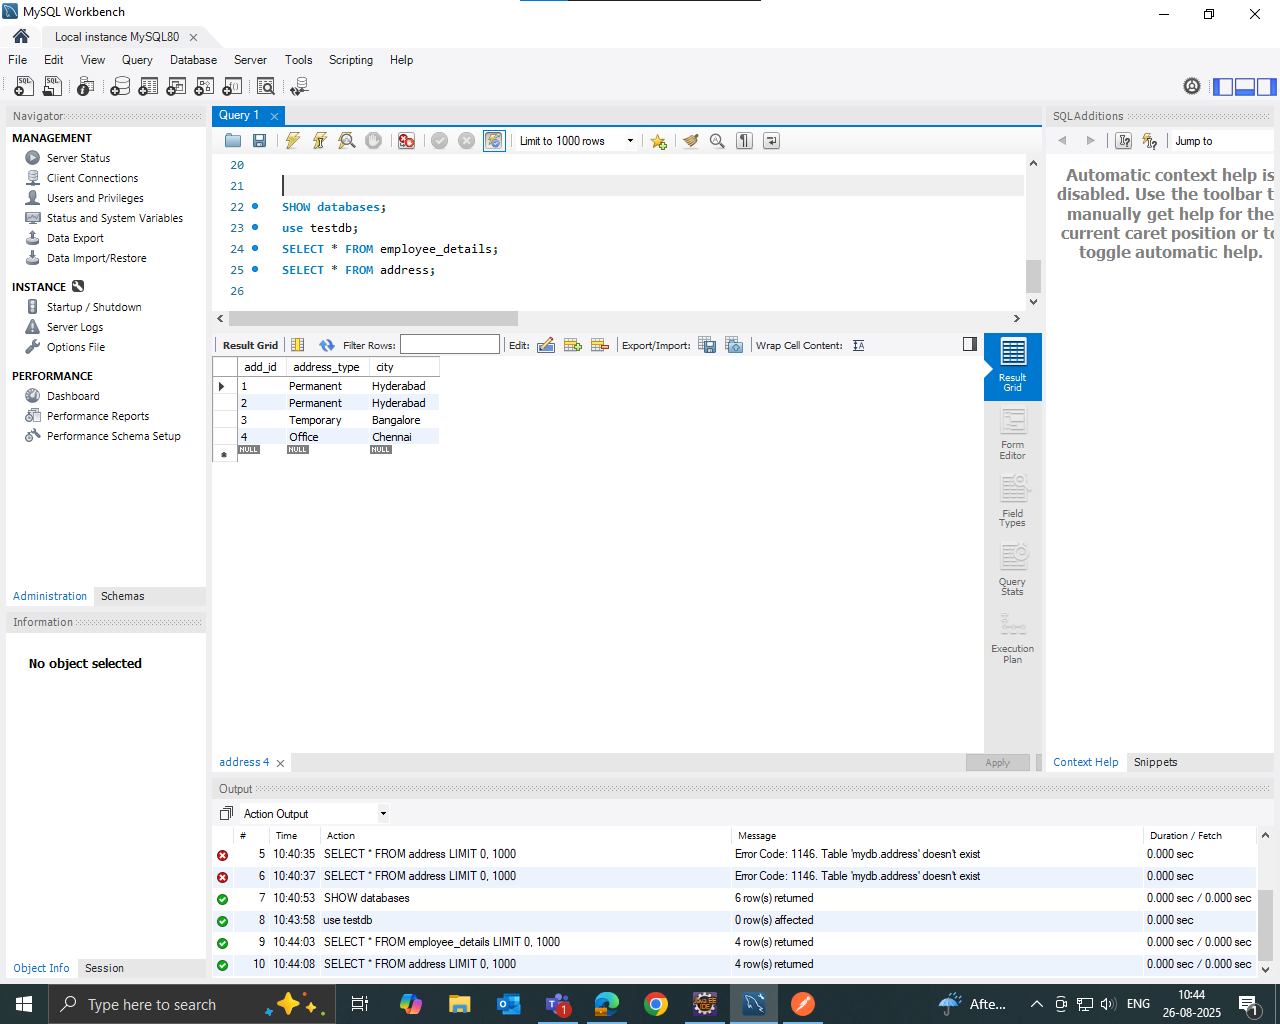 MySQL Workbench
Local instance MySQL80
File Edit View Query Database Server Tools Scripting Help
Navigator
MANAGEMENT
Server Status
Client Connections
Users and Privileges
Status and System Variables
Data Export
Data Import/Restore
INSTANCE
Startup / Shutdown
Server Logs
Options File
PERFORMANCE
Dashboard
Performance Reports
Performance Schema Setup
Administration Schemas
Information
No object selected
Object Info Session
Query 1
Limit to 1000 rows
20
21
22 SHOW databases;
23 use testdb;
24 SELECT * FROM employee_details;
25 SELECT * FROM address;
26
Result Grid Filter Rows: Edit: Export/Import: Wrap Cell Content:
add_id address_type city
1 Permanent Hyderabad
2 Permanent Hyderabad
3 Temporary Bangalore
4 Office Chennai
NULL NULL NULL
Result
Grid
Form
Editor
Field
Types
Query
Stats
Execution
Plan
address 4
Apply
SQLAdditions
Jump to
Automatic context help is
disabled. Use the toolbar t
manually get help for the
current caret position or to
toggle automatic help.
Context Help Snippets
Output
Action Output
# Time Action Message Duration / Fetch
5 10:40:35 SELECT * FROM address LIMIT 0, 1000 Error Code: 1146. Table 'mydb.address' doesn't exist 0.000 sec
6 10:40:37 SELECT * FROM address LIMIT 0, 1000 Error Code: 1146. Table 'mydb.address' doesn't exist 0.000 sec
7 10:40:53 SHOW databases 6 row(s) returned 0.000 sec / 0.000 sec
8 10:43:58 use testdb 0 row(s) affected 0.000 sec
9 10:44:03 SELECT * FROM employee_details LIMIT 0, 1000 4 row(s) returned 0.000 sec / 0.000 sec
10 10:44:08 SELECT * FROM address LIMIT 0, 1000 4 row(s) returned 0.000 sec / 0.000 sec
Type here to search
Afte...
ENG
10:44
26-08-2025
1